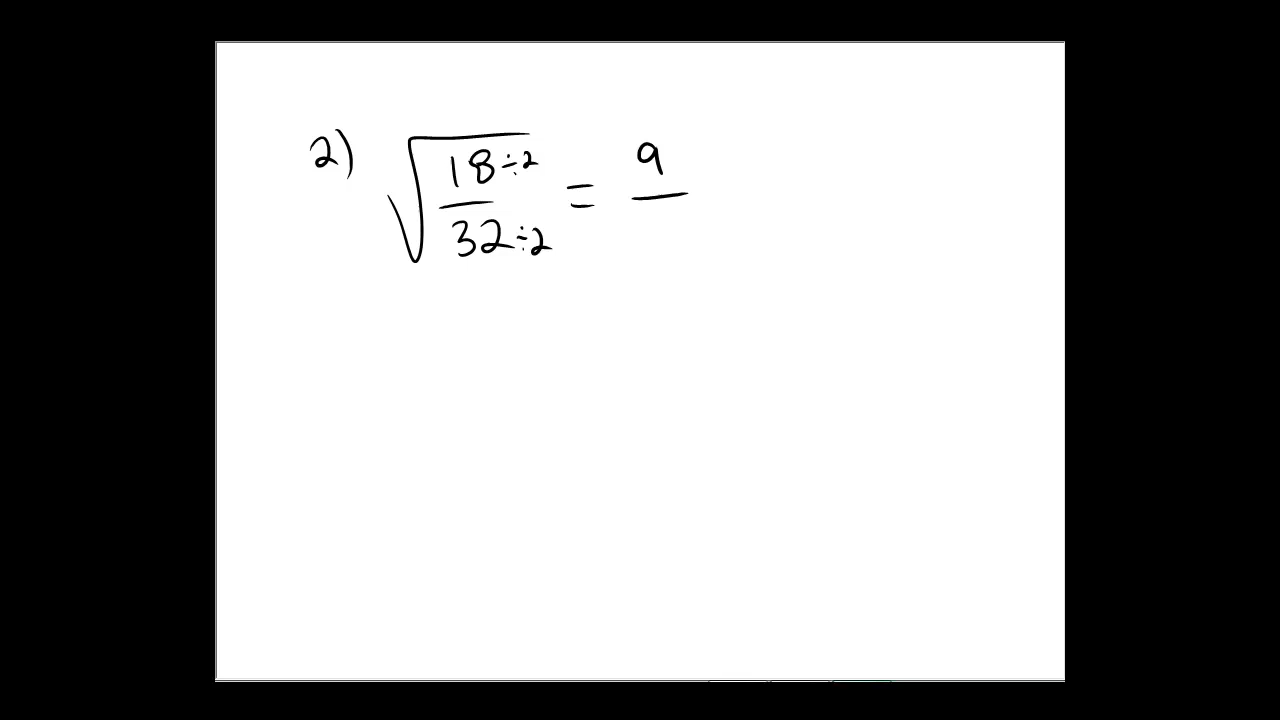 2) √(18÷2 / 32÷2) = 9 /